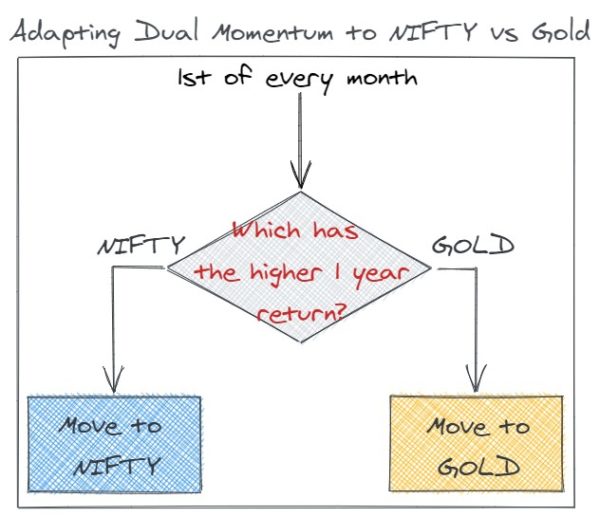 Adapting Dual Momentum to NIFTY vs Gold
1st of every month
NIFTY
GOLD
Which has
the higher 1 year
return?
Move to
NIFTY
Move to
GOLD